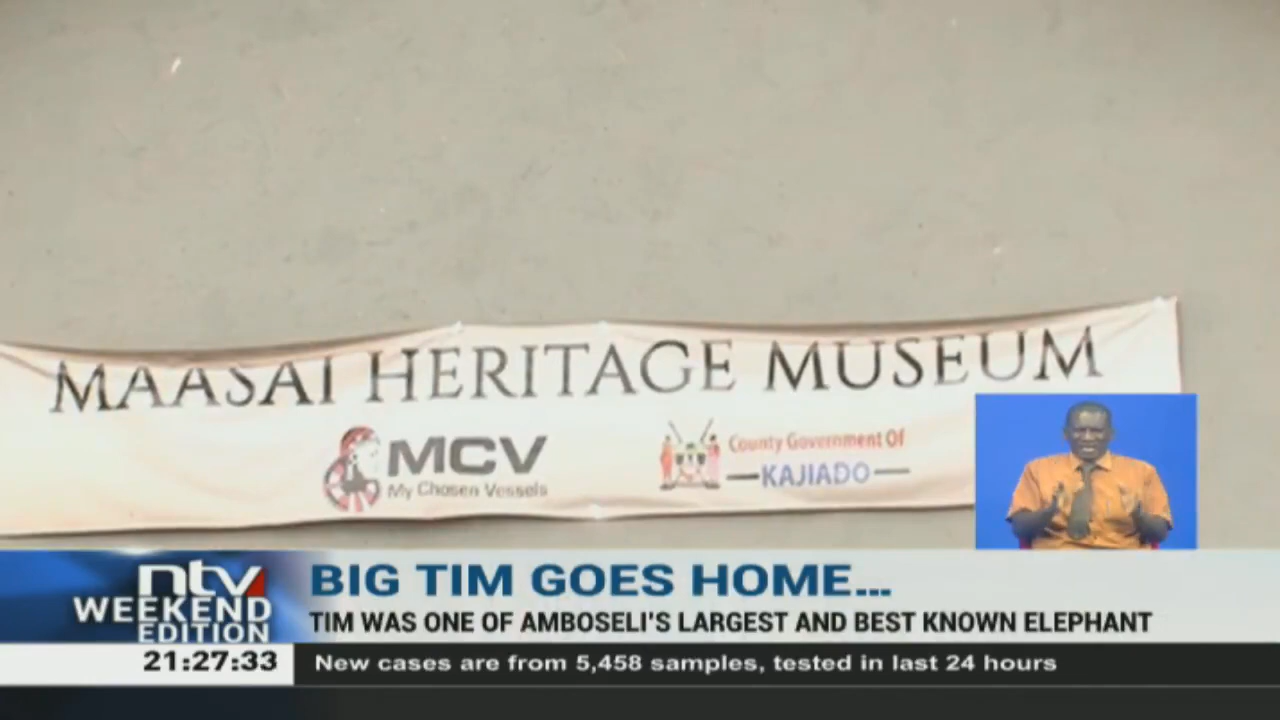 MAASAI HERITAGE MUSEUM
MCV
My Chosen Vessels
County Government Of
KAJIADO
ntv
WEEKEND
EDITION
BIG TIM GOES HOME...
TIM WAS ONE OF AMBOSELI'S LARGEST AND BEST KNOWN ELEPHANT
21:27:33
New cases are from 5,458 samples, tested in last 24 hours